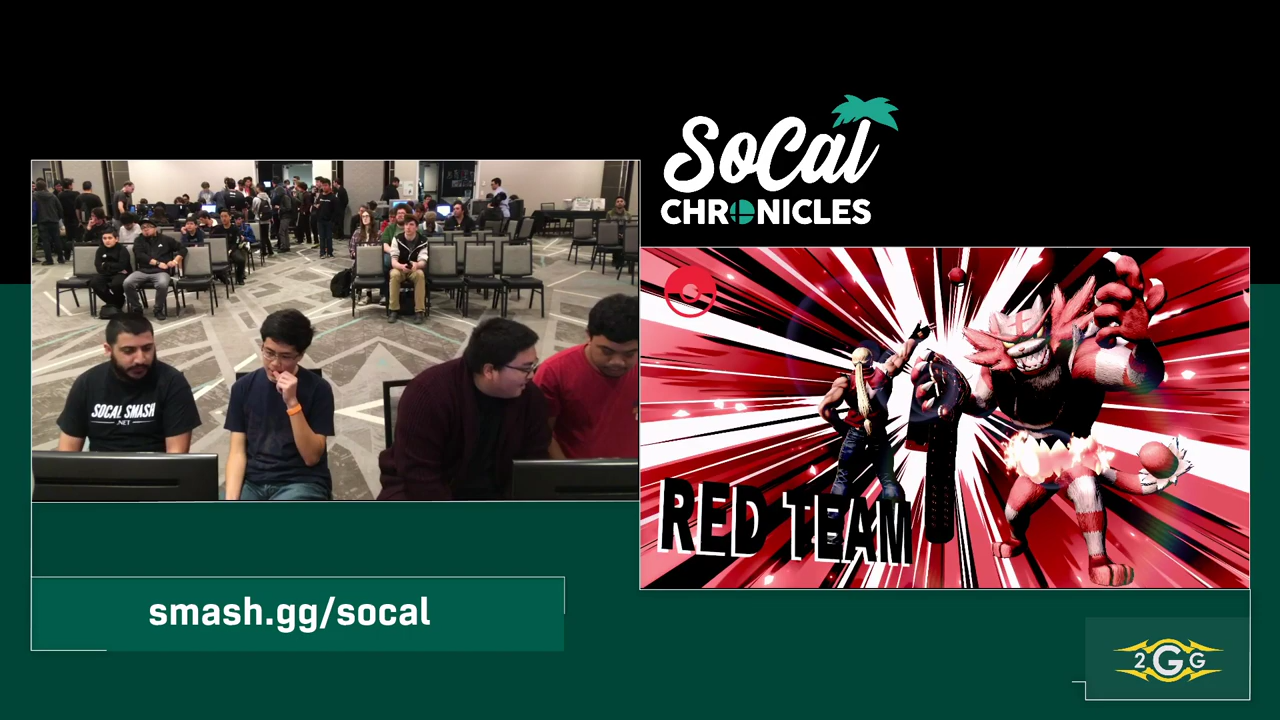 SoCal
CHRONICLES
SOCAL SMASH
.NET
RED TEAM
smash.gg/socal
2GG